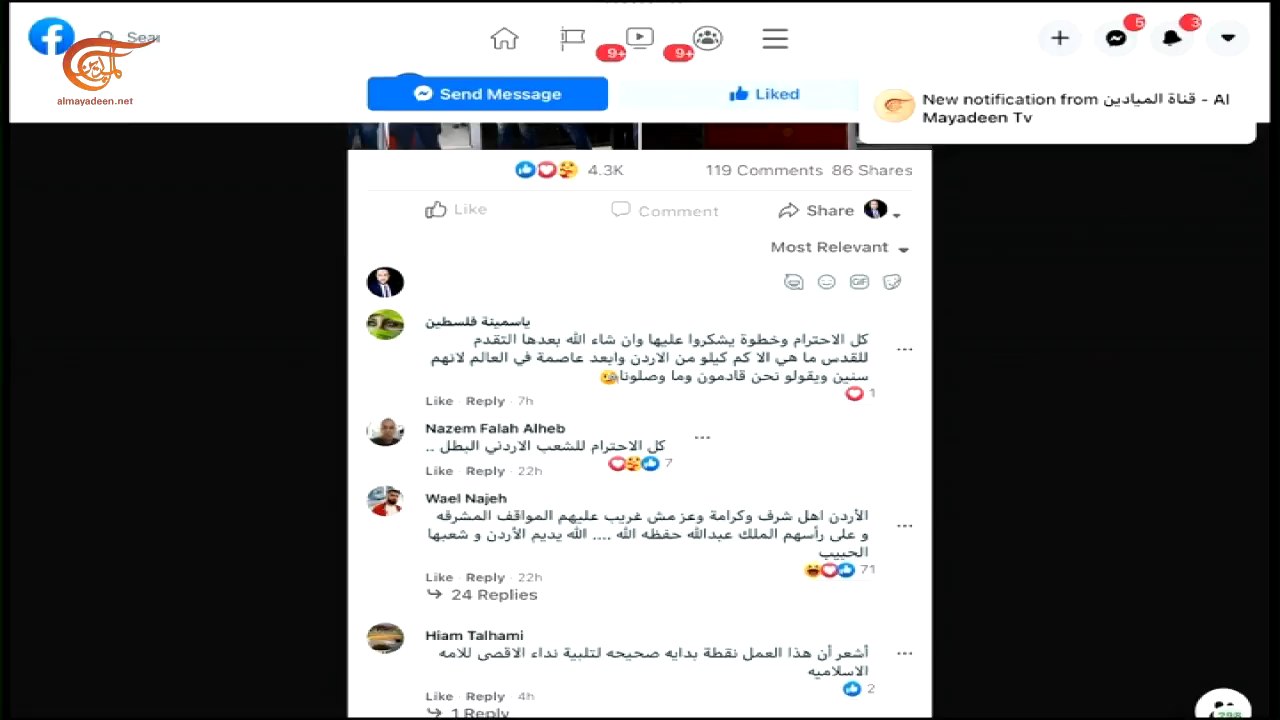 Sear
almayadeen.net
9+
9+
5
3
Send Message
Liked
New notification from قناة الميادين - Al
Mayadeen Tv
4.3K
119 Comments 86 Shares
Like
Comment
Share
Most Relevant
GIF
ياسمينة فلسطين
كل الاحترام وخطوة يشكروا عليها وان شاء الله بعدها التقدم
للقدس ما هي الا كم كيلو من الاردن وابعد عاصمة في العالم لانهم
سنين ويقولو نحن قادمون وما وصلونا
1
Like Reply · 7h
Nazem Falah Alheb
كل الاحترام للشعب الاردني البطل ..
7
Like Reply · 22h
Wael Najeh
الأردن اهل شرف وكرامة وعز مش غريب عليهم المواقف المشرفه
و على رأسهم الملك عبدالله حفظه الله .... الله يديم الأردن و شعبها
الحبيب
71
Like · Reply · 22h
24 Replies
Hiam Talhami
أشعر أن هذا العمل نقطة بدايه صحيحه لتلبية نداء الاقصى للامه
الاسلاميه
2
Like · Reply · 4h
1 Reply